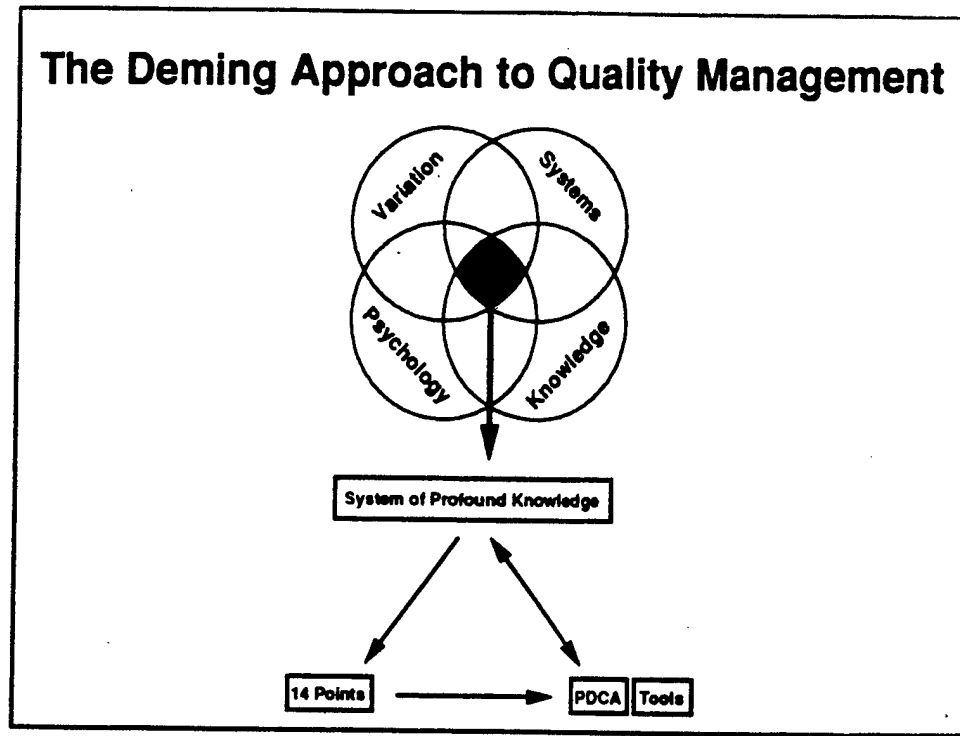 The Deming Approach to Quality Management
Variation
Systems
Psychology
Knowledge
System of Profound Knowledge
14 Points
PDCA
Tools